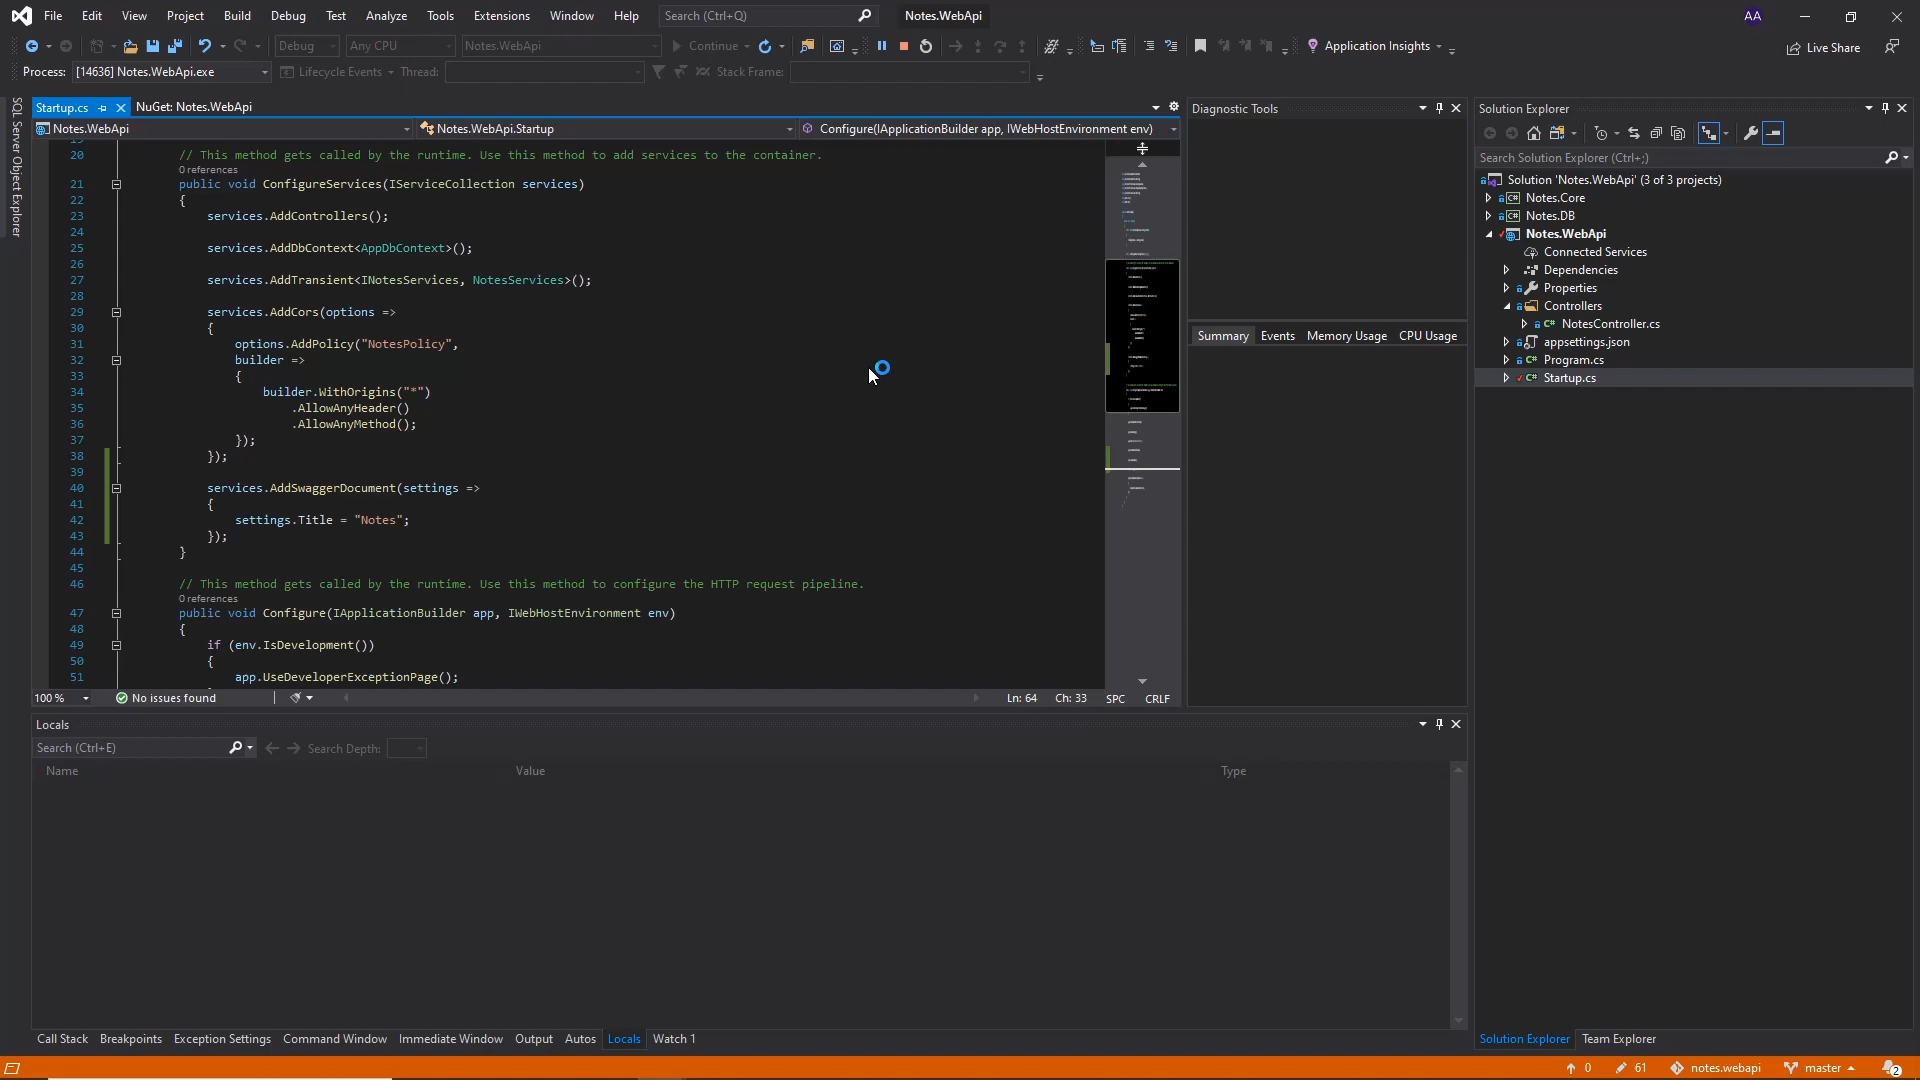 File Edit View Project Build Debug Test Analyze Tools Extensions Window Help Search (Ctrl+Q) Notes.WebApi AA
Debug Any CPU Notes.WebApi Continue Application Insights Live Share
Process: [14636] Notes.WebApi.exe Lifecycle Events Thread: Stack Frame:
SQL Server Object Explorer
Startup.cs NuGet: Notes.WebApi
Notes.WebApi Notes.WebApi.Startup Configure(IApplicationBuilder app, IWebHostEnvironment env)
20 // This method gets called by the runtime. Use this method to add services to the container.
0 references
21 public void ConfigureServices(IServiceCollection services)
22 {
23 services.AddControllers();
24
25 services.AddDbContext<AppDbContext>();
26
27 services.AddTransient<INotesServices, NotesServices>();
28
29 services.AddCors(options =>
30 {
31 options.AddPolicy("NotesPolicy",
32 builder =>
33 {
34 builder.WithOrigins("*")
35 .AllowAnyHeader()
36 .AllowAnyMethod();
37 });
38 });
39
40 services.AddSwaggerDocument(settings =>
41 {
42 settings.Title = "Notes";
43 });
44 }
45
46 // This method gets called by the runtime. Use this method to configure the HTTP request pipeline.
0 references
47 public void Configure(IApplicationBuilder app, IWebHostEnvironment env)
48 {
49 if (env.IsDevelopment())
50 {
51 app.UseDeveloperExceptionPage();
100 % No issues found Ln: 64 Ch: 33 SPC CRLF
Diagnostic Tools
Summary Events Memory Usage CPU Usage
Solution Explorer
Search Solution Explorer (Ctrl+;)
Solution 'Notes.WebApi' (3 of 3 projects)
Notes.Core
Notes.DB
Notes.WebApi
Connected Services
Dependencies
Properties
Controllers
NotesController.cs
appsettings.json
Program.cs
Startup.cs
Locals
Search (Ctrl+E) Search Depth:
Name Value Type
Call Stack Breakpoints Exception Settings Command Window Immediate Window Output Autos Locals Watch 1
Solution Explorer Team Explorer
0 61 notes.webapi master 2